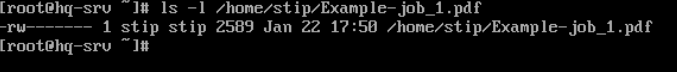 [root@hq-srv ~]# ls -l /home/stip/Example-job_1.pdf
-rw------- 1 stip stip 2589 Jan 22 17:50 /home/stip/Example-job_1.pdf
[root@hq-srv ~]#